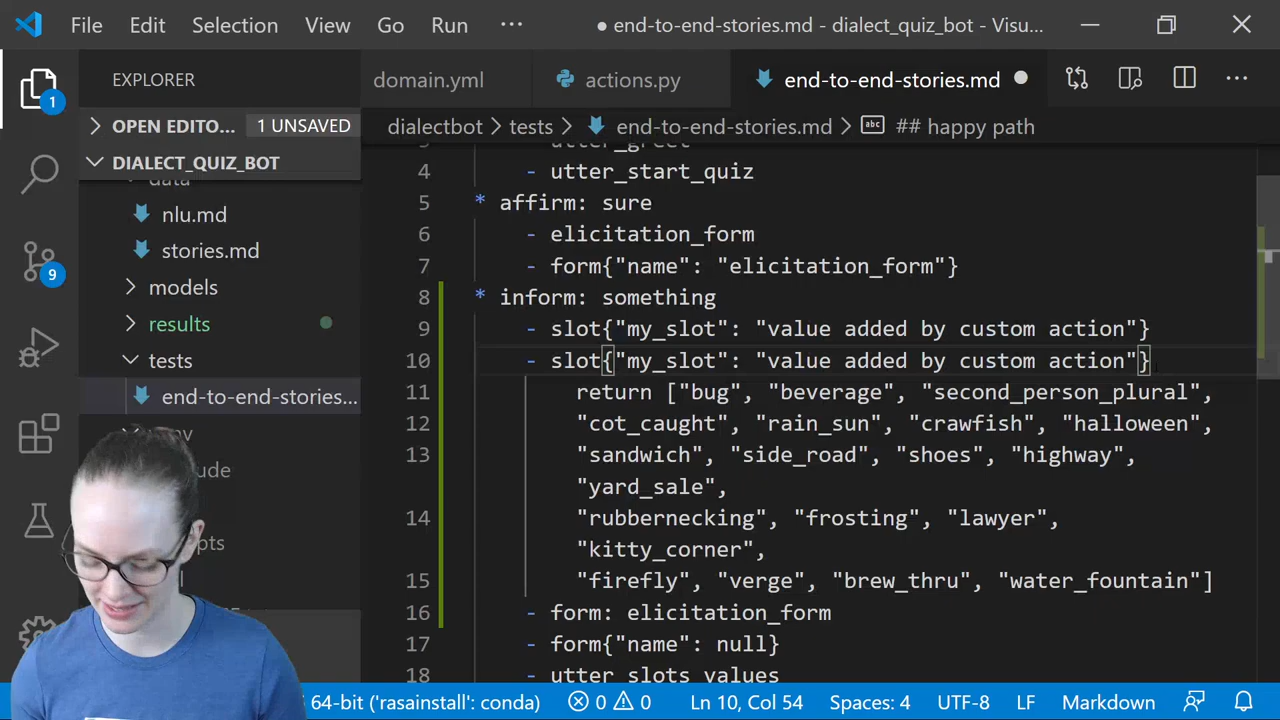 File Edit Selection View Go Run ··· ● end-to-end-stories.md - dialect_quiz_bot - Visu...
1
EXPLORER
domain.yml actions.py end-to-end-stories.md
OPEN EDITO... 1 UNSAVED
dialectbot > tests > end-to-end-stories.md > abc ## happy path
DIALECT_QUIZ_BOT
data
nlu.md
stories.md
models
results
tests
end-to-end-stories...
9
- utter_greet
4 - utter_start_quiz
5 * affirm: sure
6 - elicitation_form
7 - form{"name": "elicitation_form"}
8 * inform: something
9 - slot{"my_slot": "value added by custom action"}
10 - slot{"my_slot": "value added by custom action"}
11 return ["bug", "beverage", "second_person_plural",
12 "cot_caught", "rain_sun", "crawfish", "halloween",
13 "sandwich", "side_road", "shoes", "highway",
"yard_sale",
14 "rubbernecking", "frosting", "lawyer",
"kitty_corner",
15 "firefly", "verge", "brew_thru", "water_fountain"]
16 - form: elicitation_form
17 - form{"name": null}
18 - utter_slots_values
64-bit ('rasainstall': conda) 0 0 Ln 10, Col 54 Spaces: 4 UTF-8 LF Markdown